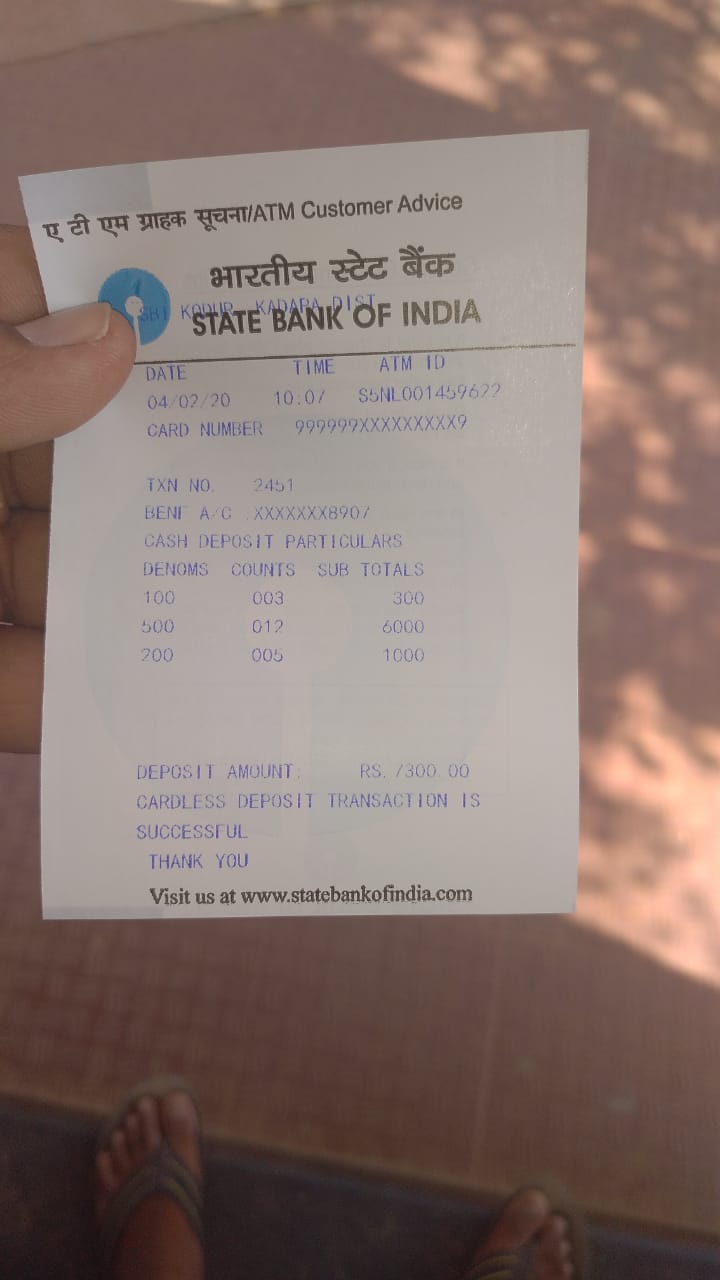 ए टी एम ग्राहक सूचना/ATM Customer Advice
भारतीय स्टेट बैंक
SBI KODUR, KADAPA DIST
STATE BANK OF INDIA
DATE TIME ATM ID
04/02/20 10:07 S5NL001459622
CARD NUMBER 999999XXXXXXXXX9
TXN NO. 2451
BENF A/C :XXXXXXX8907
CASH DEPOSIT PARTICULARS
DENOMS COUNTS SUB TOTALS
100 003 300
500 012 6000
200 005 1000
DEPOSIT AMOUNT: RS. 7300.00
CARDLESS DEPOSIT TRANSACTION IS
SUCCESSFUL
THANK YOU
Visit us at www.statebankofindia.com